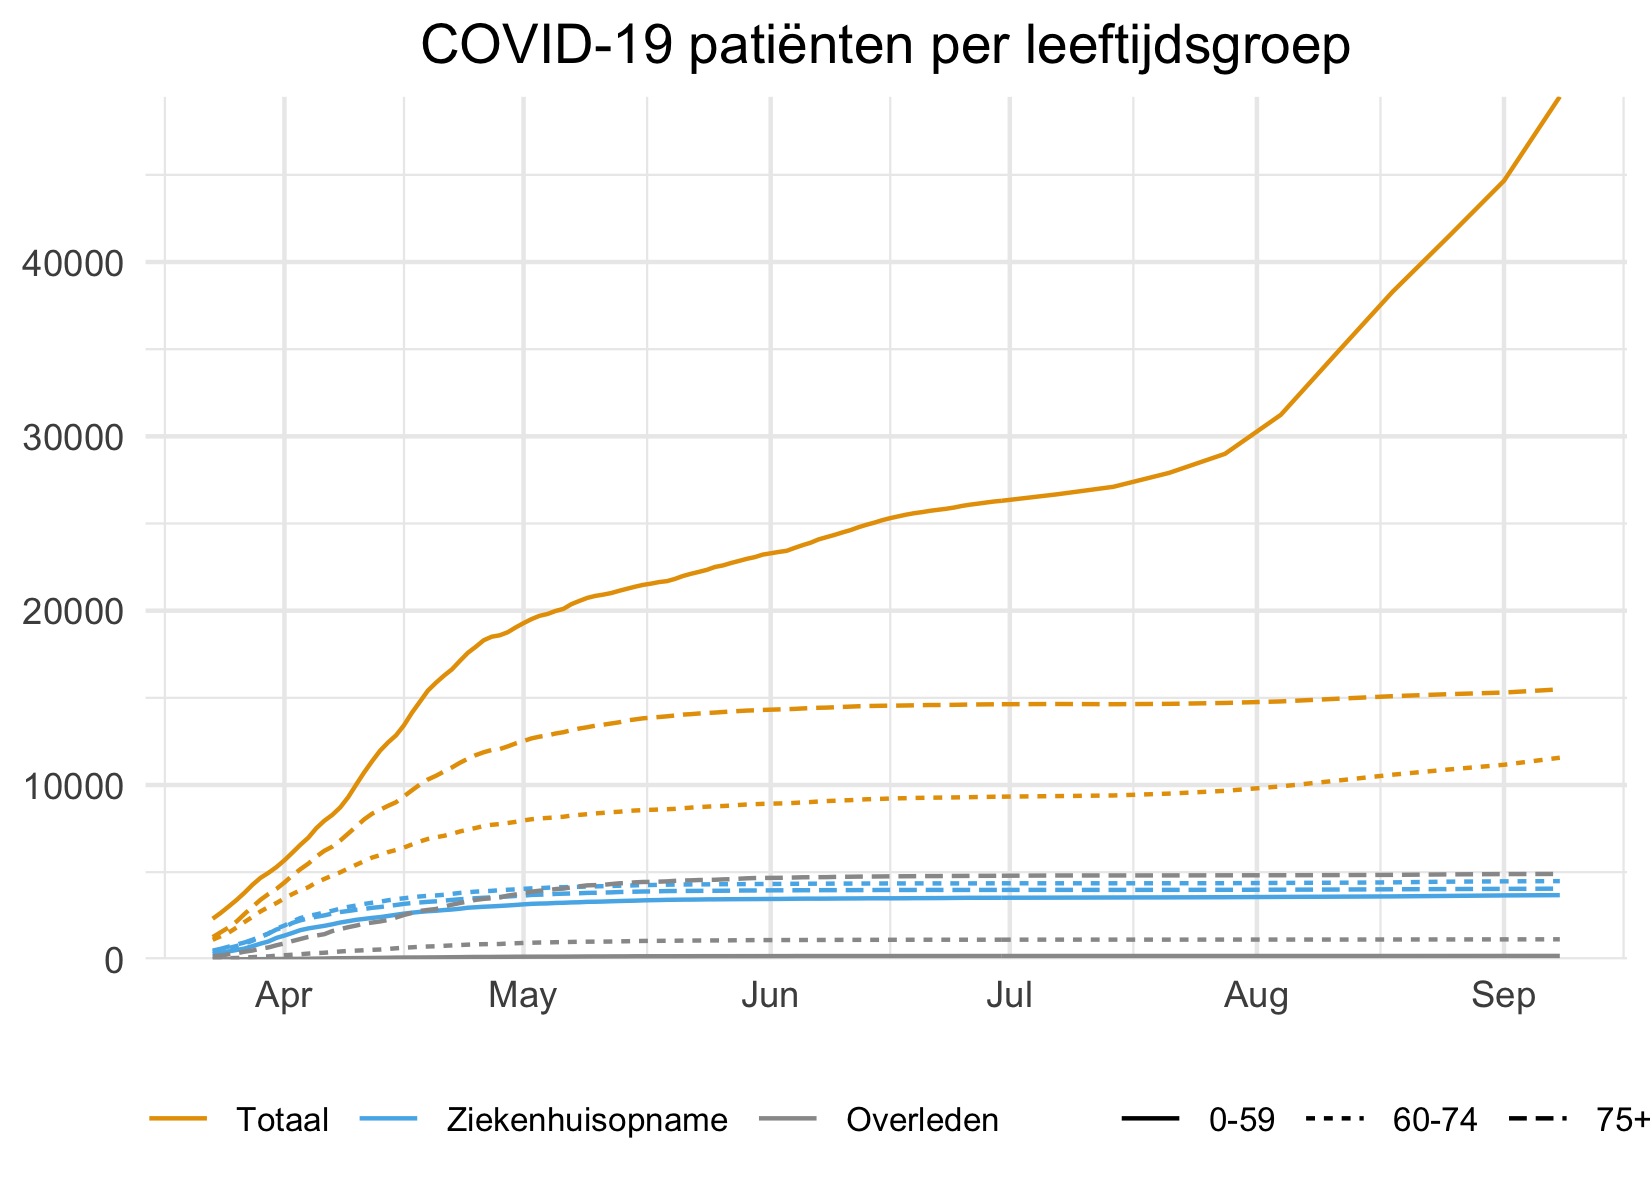 COVID-19 patiënten per leeftijdsgroep
40000
30000
20000
10000
0
Apr May Jun Jul Aug Sep
Totaal Ziekenhuisopname Overleden 0-59 60-74 75+